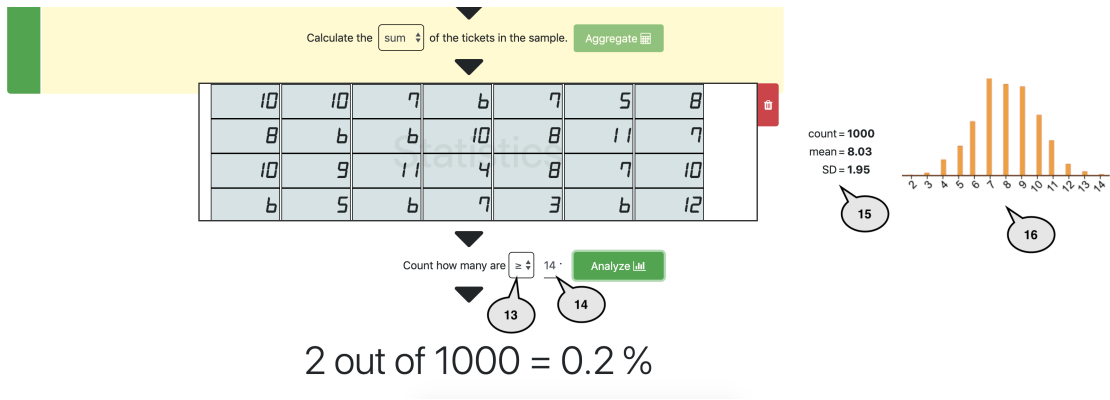 Calculate the sum of the tickets in the sample. Aggregate
Statistics
10 10 7 6 7 5 8
8 6 6 10 8 11 7
10 9 11 4 8 7 10
6 5 6 7 3 6 12
Count how many are ≥ 14 Analyze
13 14
2 out of 1000 = 0.2 %
count = 1000
mean = 8.03
SD = 1.95
2 3 4 5 6 7 8 9 10 11 12 13 14
15
16